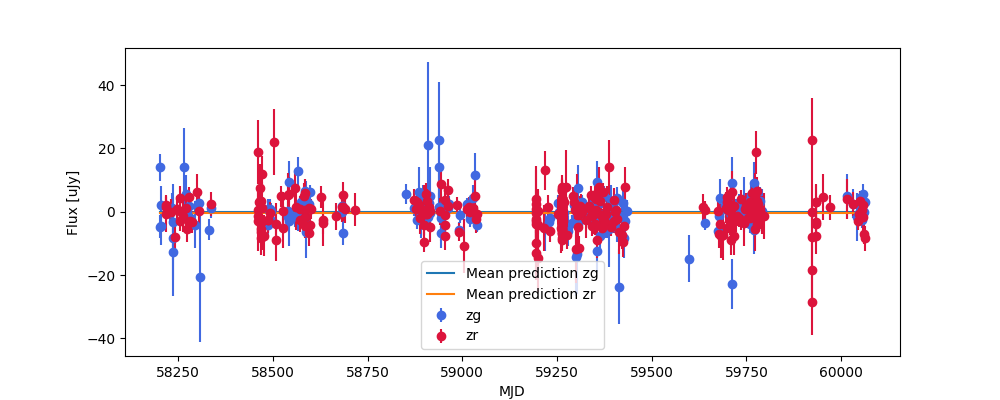 40
20
0
−20
−40
Flux [uJy]
58250
58500
58750
59000
59250
59500
59750
60000
MJD
Mean prediction zg
Mean prediction zr
zg
zr